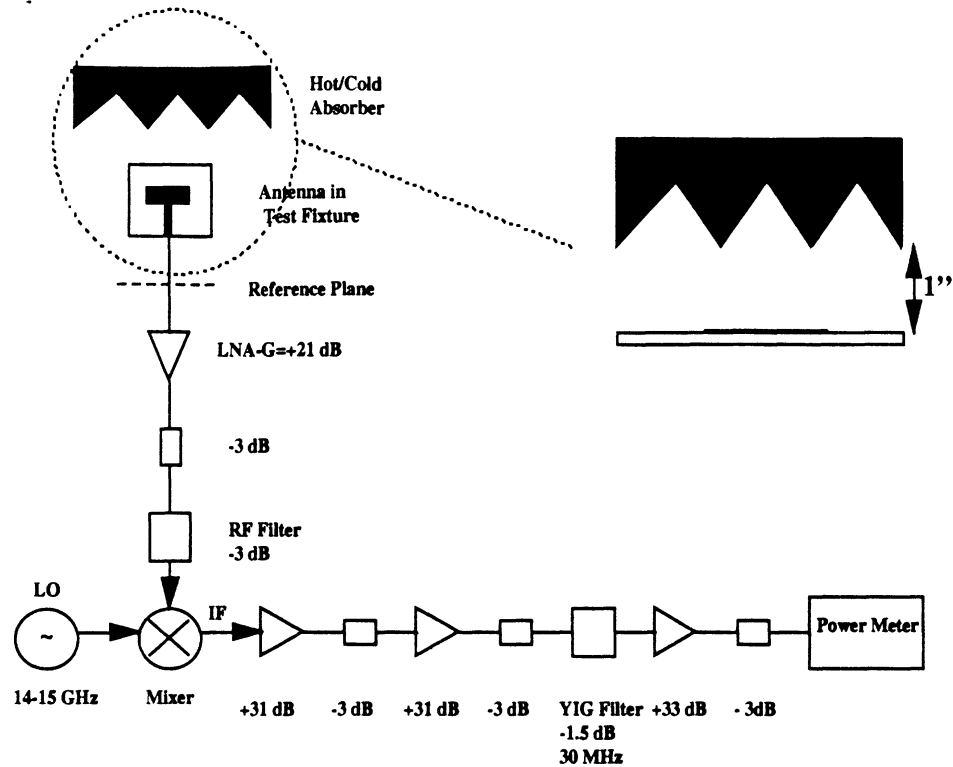 Hot/Cold
Absorber
Antenna in
Test Fixture
1’’
Reference Plane
LNA-G=+21 dB
-3 dB
RF Filter
-3 dB
LO
IF
~
Power Meter
14-15 GHz
Mixer
+31 dB
-3 dB
+31 dB
-3 dB
YIG Filter
-1.5 dB
30 MHz
+33 dB
- 3dB